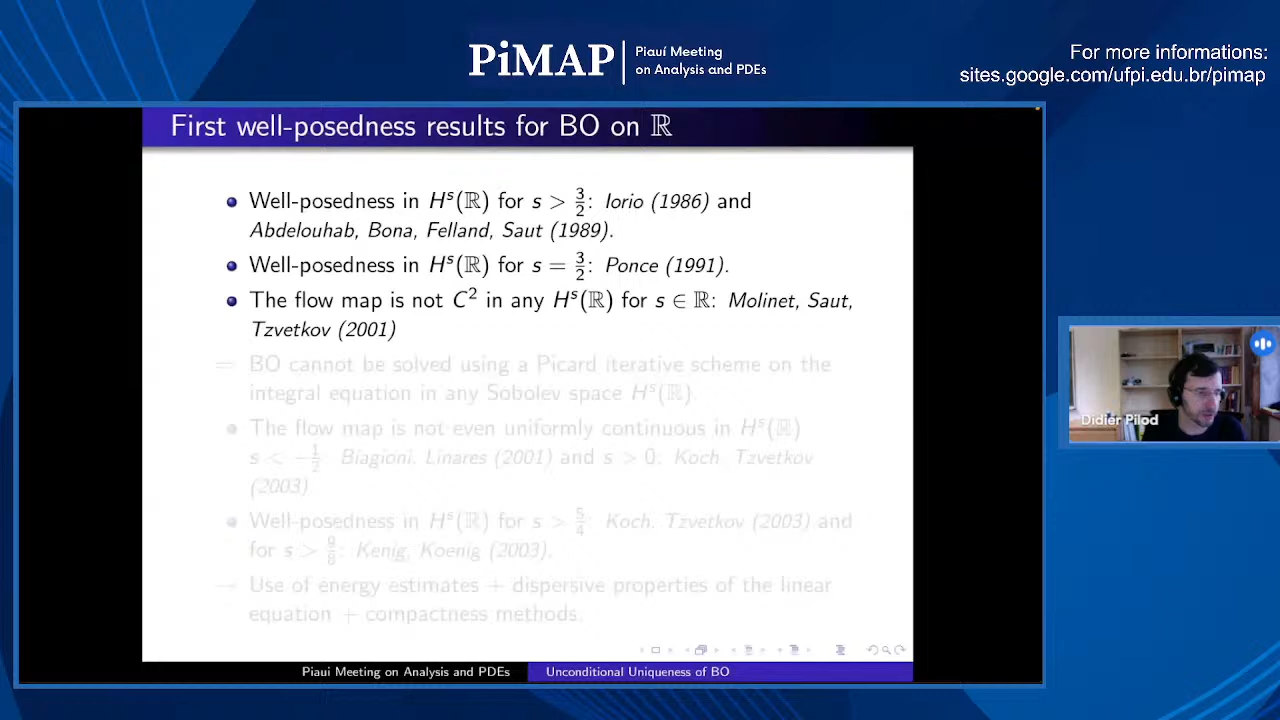 PiMAP
Piauí Meeting
on Analysis and PDEs
For more informations:
sites.google.com/ufpi.edu.br/pimap
First well-posedness results for BO on ℝ
Well-posedness in Hˢ(ℝ) for s > 3/2: Iorio (1986) and
Abdelouhab, Bona, Felland, Saut (1989).
Well-posedness in Hˢ(ℝ) for s = 3/2: Ponce (1991).
The flow map is not C² in any Hˢ(ℝ) for s ∈ ℝ: Molinet, Saut,
Tzvetkov (2001)
BO cannot be solved using a Picard iterative scheme on the
integral equation in any Sobolev space Hˢ(ℝ)
The flow map is not even uniformly continuous in Hˢ(ℝ)
s < −1/2: Biagioni, Linares (2001) and s > 0: Koch, Tzvetkov
(2003)
Well-posedness in Hˢ(ℝ) for s > 5/4: Koch, Tzvetkov (2003) and
for s > 9/8: Kenig, Koenig (2003).
→ Use of energy estimates + dispersive properties of the linear
equation + compactness methods.
Didier Pilod
Piaui Meeting on Analysis and PDEs
Unconditional Uniqueness of BO